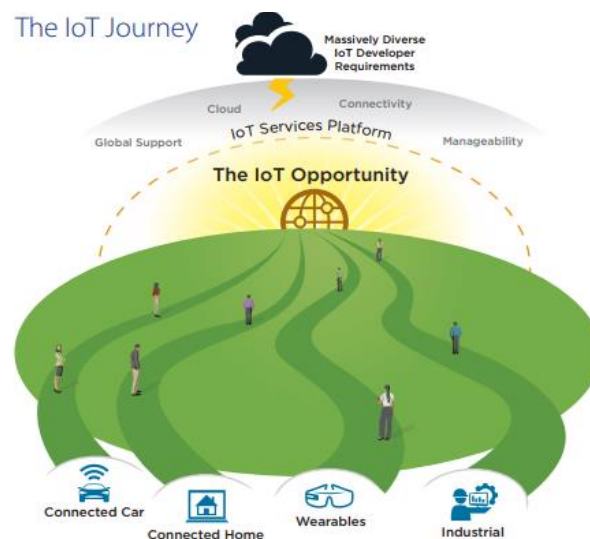 The IoT Journey
Massively Diverse
IoT Developer
Requirements
Cloud
Connectivity
Global Support
IoT Services Platform
Manageability
The IoT Opportunity
Connected Car
Connected Home
Wearables
Industrial